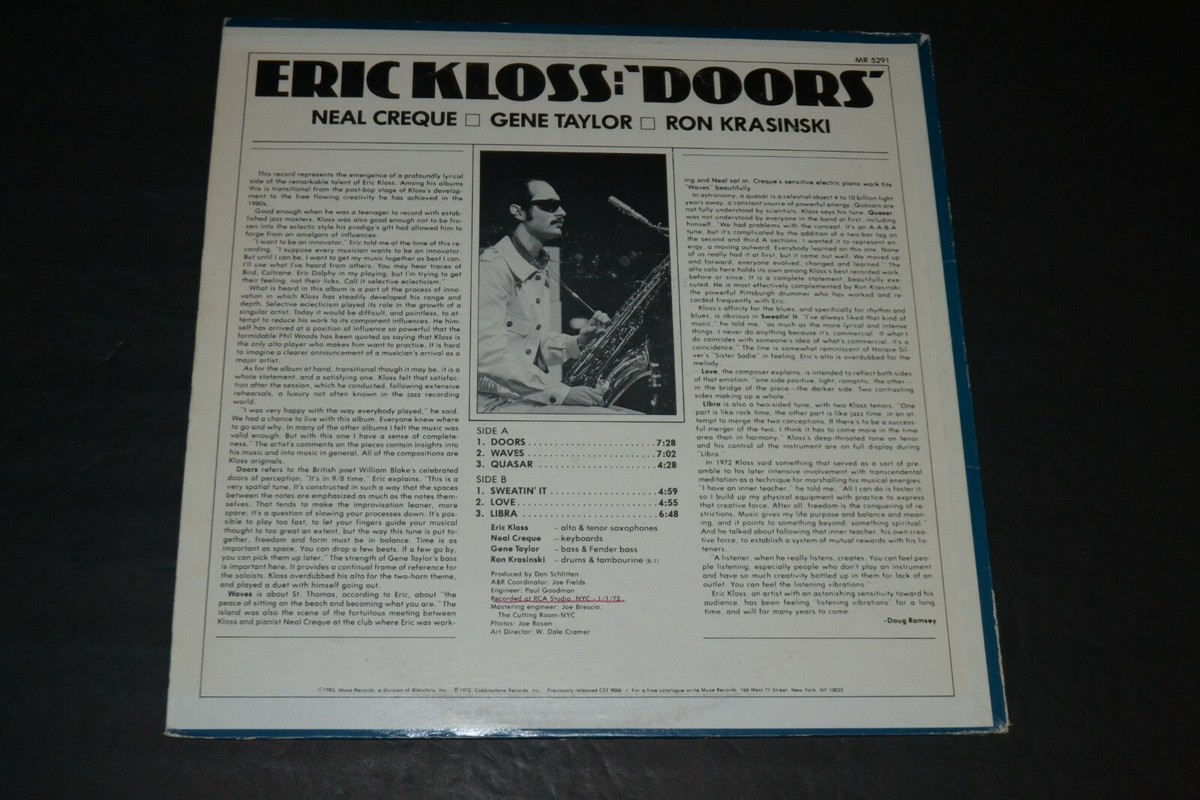 MR 5291
ERIC KLOSS: "DOORS"
NEAL CREQUE □ GENE TAYLOR □ RON KRASINSKI
This record represents the emergence of a profoundly lyrical
side of the remarkable talent of Eric Kloss. Among his albums
this is transitional from the post-bop stage of Kloss's develop-
ment to the free flowing creativity he has achieved in the
1980s.
Good enough when he was a teenager to record with estab-
lished jazz masters, Kloss was also good enough not to be fro-
zen into the eclectic style his prodigy's gift had allowed him to
forge from an amalgam of influences.
"I want to be an innovator," Eric told me at the time of this re-
cording. "I suppose every musician wants to be an innovator.
But until I can be, I want to get my music together as best I can.
I'll use what I've heard from others. You may hear traces of
Bird, Coltrane, Eric Dolphy in my playing, but I'm trying to get
their feeling, not their licks. Call it selective eclecticism."
What is heard in this album is a part of the process of inno-
vation in which Kloss has steadily developed his range and
depth. Selective eclecticism played its role in the growth of a
singular artist. Today it would be difficult, and pointless, to at-
tempt to reduce his work to its component influences. He him-
self has arrived at a position of influence so powerful that the
formidable Phil Woods has been quoted as saying that Kloss is
the only alto player who makes him want to practice. It is hard
to imagine a clearer announcement of a musician's arrival as a
major artist.
As for the album at hand, transitional though it may be, it is a
whole statement, and a satisfying one. Kloss felt that satisfac-
tion after the session, which he conducted, following extensive
rehearsals, a luxury not often known in the jazz recording
world.
"I was very happy with the way everybody played," he said.
We had a chance to live with this album. Everyone knew where
to go and why. In many of the other albums I felt the music was
valid enough. But with this one I have a sense of complete-
ness." The artist's comments on the pieces contain insights into
his music and into music in general. All of the compositions are
Kloss originals.
Doors refers to the British poet William Blake's celebrated
doors of perception. "It's in 9/8 time," Eric explains. "This is a
very spatial tune. It's constructed in such a way that the spaces
between the notes are emphasized as much as the notes them-
selves. That tends to make the improvisation leaner, more
spare; it's a question of slowing your processes down. It's pos-
sible to play too fast, to let your fingers guide your musical
thought to too great an extent, but the way this tune is put to-
gether, freedom and form must be in balance. Time is as
important as space. You can drop a few beats. If a few go by,
you can pick them up later." The strength of Gene Taylor's bass
is important here. It provides a continual frame of reference for
the soloists. Kloss overdubbed his alto for the two-horn theme,
and played a duet with himself going out.
Waves is about St. Thomas, according to Eric, about "the
peace of sitting on the beach and becoming what you are." The
island was also the scene of the fortuitous meeting between
Kloss and pianist Neal Creque at the club where Eric was work-
SIDE A
1. DOORS . . . . . . . . . . . . . . . . . . . . . . . 7:28
2. WAVES . . . . . . . . . . . . . . . . . . . . . . . 7:02
3. QUASAR . . . . . . . . . . . . . . . . . . . . . . 4:28
SIDE B
1. SWEATIN' IT . . . . . . . . . . . . . . . . . . . 4:59
2. LOVE . . . . . . . . . . . . . . . . . . . . . . . . 4:55
3. LIBRA . . . . . . . . . . . . . . . . . . . . . . . 6:48
Eric Kloss – alto & tenor saxophones
Neal Creque – keyboards
Gene Taylor – bass & Fender bass
Ron Krasinski – drums & tambourine (B-1)
Produced by Don Schlitten
A&R Coordinator: Joe Fields
Engineer: Paul Goodman
Recorded at RCA Studio, NYC - 1/1/72
Mastering engineer: Joe Brescio,
The Cutting Room-NYC
Photos: Joe Rosen
Art Director: W. Dale Cramer
ing and Neal sat in. Creque's sensitive electric piano work fits
"Waves" beautifully.
In astronomy, a quasar is a celestial object 4 to 10 billion light
years away, a constant source of powerful energy. Quasars are
not fully understood by scientists. Kloss says his tune, Quasar
was not understood by everyone in the band at first, including
himself. "We had problems with the concept. It's an A-A-B-A
tune, but it's complicated by the addition of a two-bar tag on
the second and third A sections. I wanted it to represent en-
ergy, a moving outward. Everybody learned on this one. None
of us really had it at first, but it came out well. We moved up
and forward, everyone evolved, changed and learned." The
alto solo here holds its own among Kloss's best recorded work,
before or since. It is a complete statement, beautifully exe-
cuted. He is most effectively complemented by Ron Krasinski,
the powerful Pittsburgh drummer who has worked and re-
corded frequently with Eric.
Kloss's affinity for the blues, and specifically for rhythm and
blues, is obvious in Sweatin' It. "I've always liked that kind of
music," he told me, "as much as the more lyrical and intense
things. I never do anything because it's commercial. If what I
do coincides with someone's idea of what's commercial, it's a
coincidence." The line is somewhat reminiscent of Horace Sil-
ver's "Sister Sadie" in feeling. Eric's alto is overdubbed for the
melody.
Love, the composer explains, is intended to reflect both sides
of that emotion, "one side positive, light, romantic, the other –
in the bridge of the piece—the darker side. Two contrasting
sides making up a whole."
Libra is also a two-sided tune, with two Kloss tenors. "One
part is like rock time, the other part is like jazz time, in an at-
tempt to merge the two conceptions. If there's to be a success-
ful merger of the two, I think it has to come more in the time
area than in harmony." Kloss's deep-throated tone on tenor
and his control of the instrument are on full display during
"Libra."
In 1972 Kloss said something that served as a sort of pre-
amble to his later intensive involvement with transcendental
meditation as a technique for marshalling his musical energies.
"I have an inner teacher," he told me. "All I can do is foster it
so I build up my physical equipment with practice to express
that creative force. After all, freedom is the conquering of re-
strictions. Music gives my life purpose and balance and mean-
ing, and it points to something beyond, something spiritual."
And he talked about following that inner teacher, his own crea-
tive force, to establish a system of mutual rewards with his lis-
teners.
"A listener, when he really listens, creates. You can feel peo-
ple listening, especially people who don't play an instrument
and have so much creativity bottled up in them for lack of an
outlet. You can feel the listening vibrations."
Eric Kloss, an artist with an astonishing sensitivity toward his
audience, has been feeling "listening vibrations" for a long
time, and will for many years to come.
-Doug Ramsey
©1982, Muse Records, a division of Blanchris, Inc. ℗ 1972, Cobblestone Records, Inc. Previously released CST 9006 • For a free catalogue write Muse Records, 160 West 71 Street, New York, NY 10023